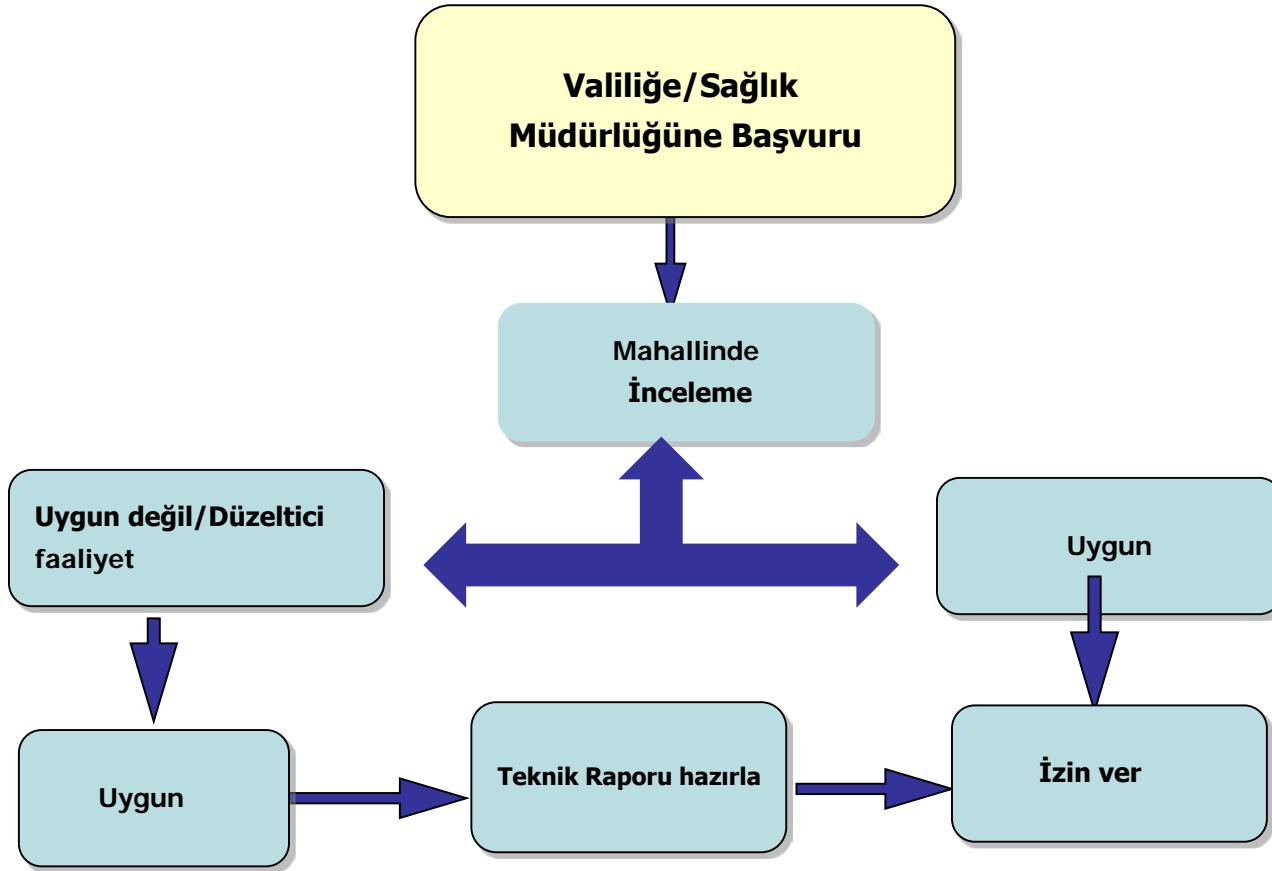 Valiliğe/Sağlık
Müdürlüğüne Başvuru
Mahallinde
İnceleme
Uygun değil/Düzeltici
faaliyet
Uygun
Uygun
Teknik Raporu hazırla
İzin ver